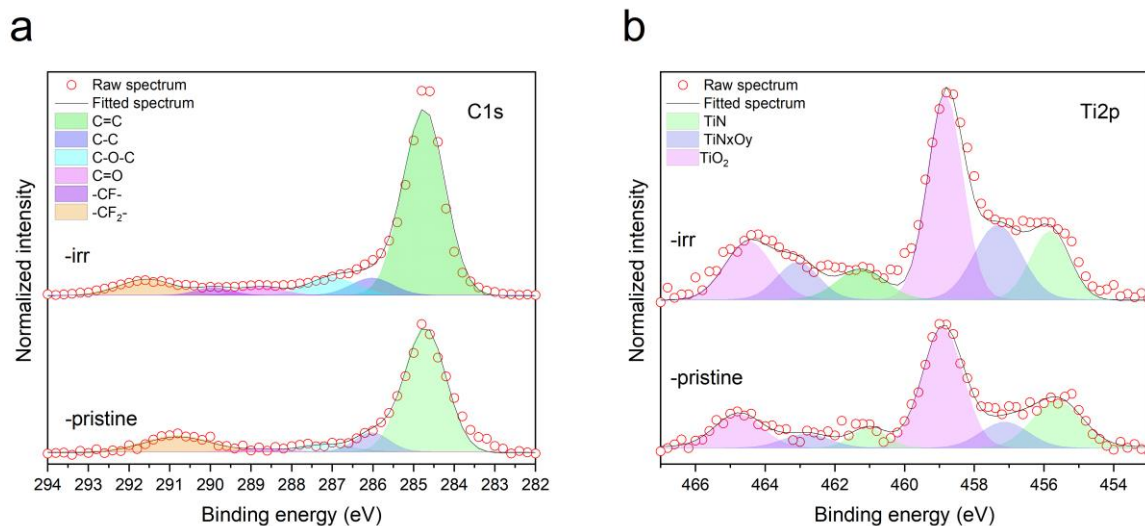 a
Raw spectrum
Fitted spectrum
C=C
C-C
C-O-C
C=O
-CF-
-CF₂-
C1s
-irr
-pristine
Normalized intensity
294 293 292 291 290 289 288 287 286 285 284 283 282
Binding energy (eV)
b
Raw spectrum
Fitted spectrum
TiN
TiNxOy
TiO₂
Ti2p
-irr
-pristine
Normalized intensity
466 464 462 460 458 456 454
Binding energy (eV)